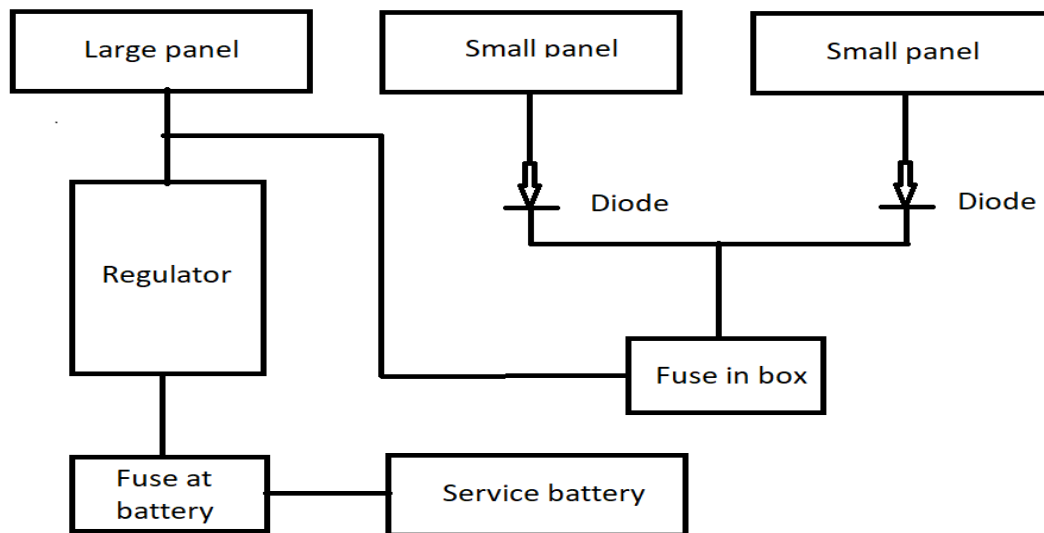 Large panel
Small panel
Small panel
Diode
Diode
Regulator
Fuse in box
Fuse at
battery
Service battery